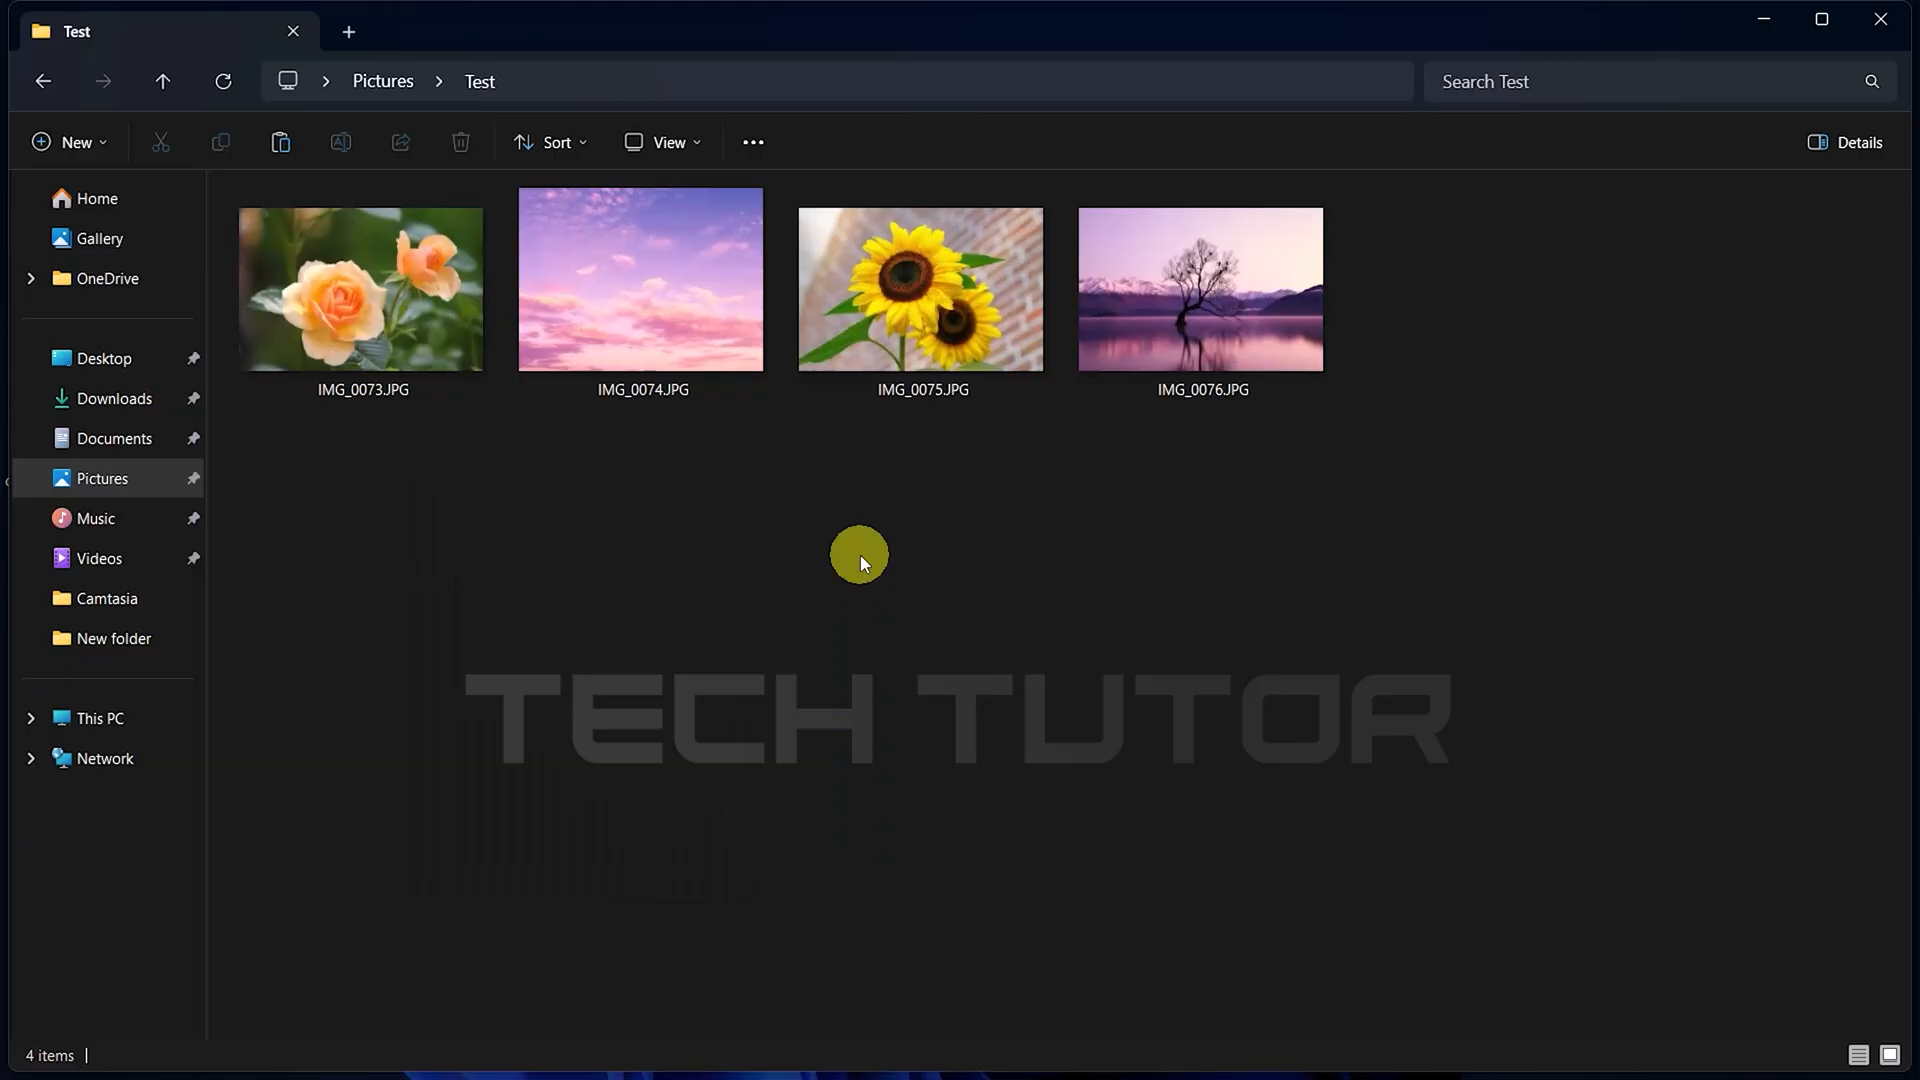 Test
Pictures
Test
Search Test
New
Sort
View
Details
Home
Gallery
OneDrive
Desktop
Downloads
Documents
Pictures
Music
Videos
Camtasia
New folder
This PC
Network
IMG_0073.JPG
IMG_0074.JPG
IMG_0075.JPG
IMG_0076.JPG
TECH TUTOR
4 items